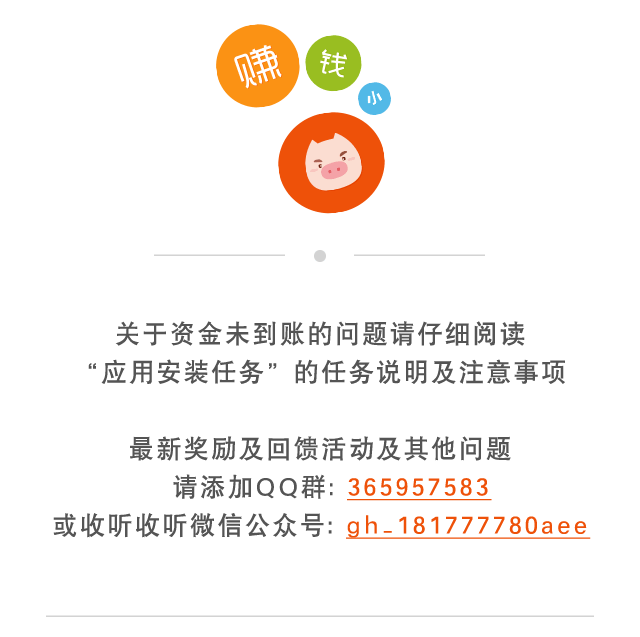 赚
钱
小
关于资金未到账的问题请仔细阅读
“应用安装任务”的任务说明及注意事项
最新奖励及回馈活动及其他问题
请添加QQ群: 365957583
或收听收听微信公众号: gh_181777780aee